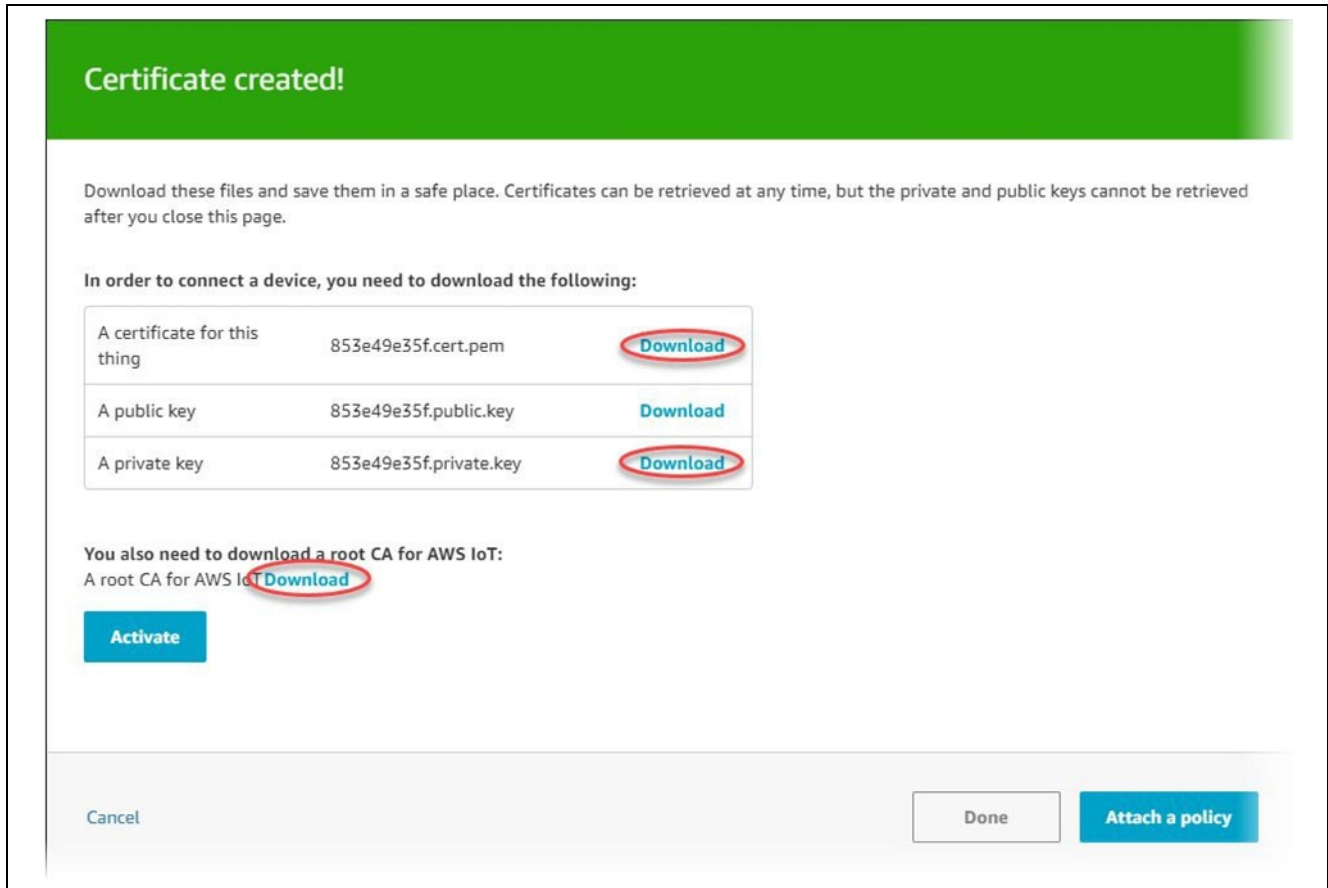 Certificate created!
Download these files and save them in a safe place. Certificates can be retrieved at any time, but the private and public keys cannot be retrieved
after you close this page.
In order to connect a device, you need to download the following:
A certificate for this
thing
853e49e35f.cert.pem
Download
A public key 853e49e35f.public.key Download
A private key 853e49e35f.private.key Download
You also need to download a root CA for AWS IoT:
A root CA for AWS IoT Download
Activate
Cancel Done Attach a policy